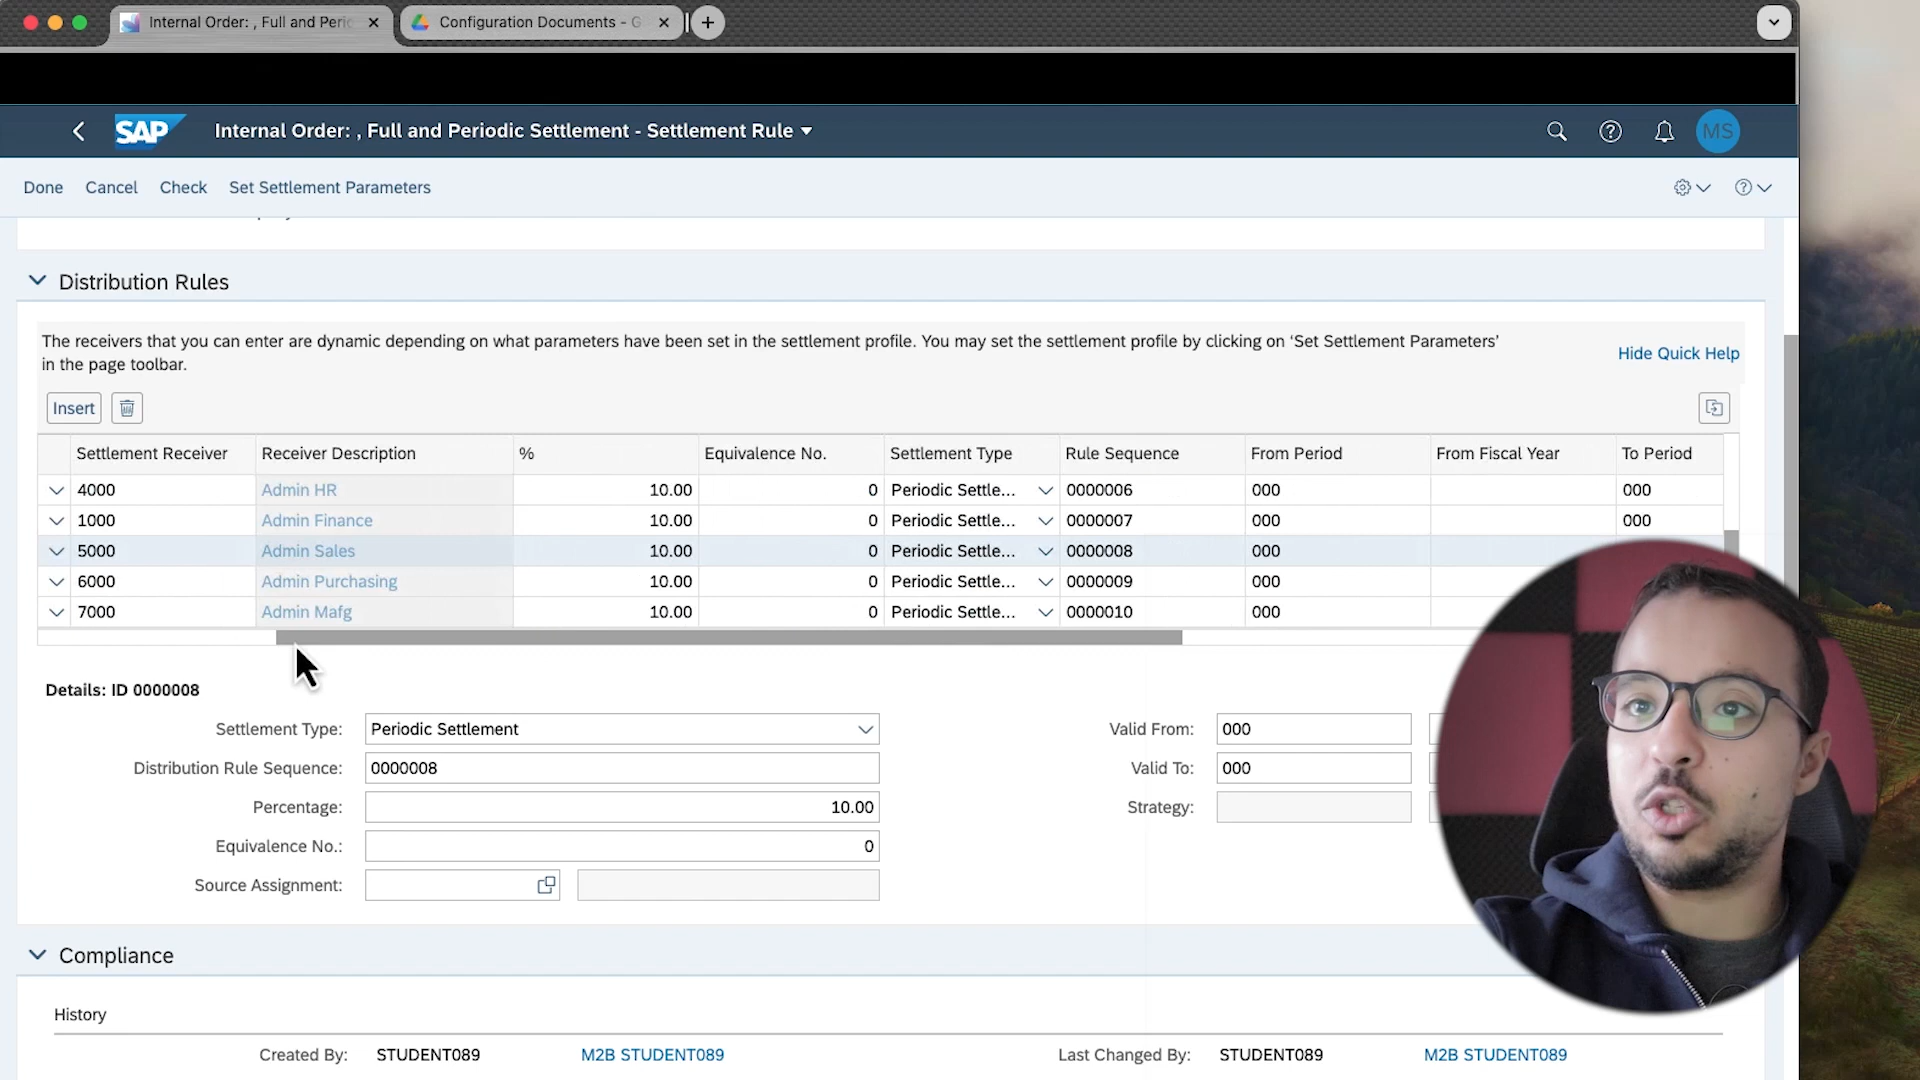 Internal Order: , Full and Perio
Configuration Documents - G
SAP
Internal Order: , Full and Periodic Settlement - Settlement Rule
MS
Done Cancel Check Set Settlement Parameters
Distribution Rules
The receivers that you can enter are dynamic depending on what parameters have been set in the settlement profile. You may set the settlement profile by clicking on ‘Set Settlement Parameters’
in the page toolbar.
Hide Quick Help
Insert
Settlement Receiver Receiver Description % Equivalence No. Settlement Type Rule Sequence From Period From Fiscal Year To Period
4000 Admin HR 10.00 0 Periodic Settle... 0000006 000 000
1000 Admin Finance 10.00 0 Periodic Settle... 0000007 000 000
5000 Admin Sales 10.00 0 Periodic Settle... 0000008 000
6000 Admin Purchasing 10.00 0 Periodic Settle... 0000009 000
7000 Admin Mafg 10.00 0 Periodic Settle... 0000010 000
Details: ID 0000008
Settlement Type: Periodic Settlement Valid From: 000
Distribution Rule Sequence: 0000008 Valid To: 000
Percentage: 10.00 Strategy:
Equivalence No.: 0
Source Assignment:
Compliance
History
Created By: STUDENT089 M2B STUDENT089 Last Changed By: STUDENT089 M2B STUDENT089